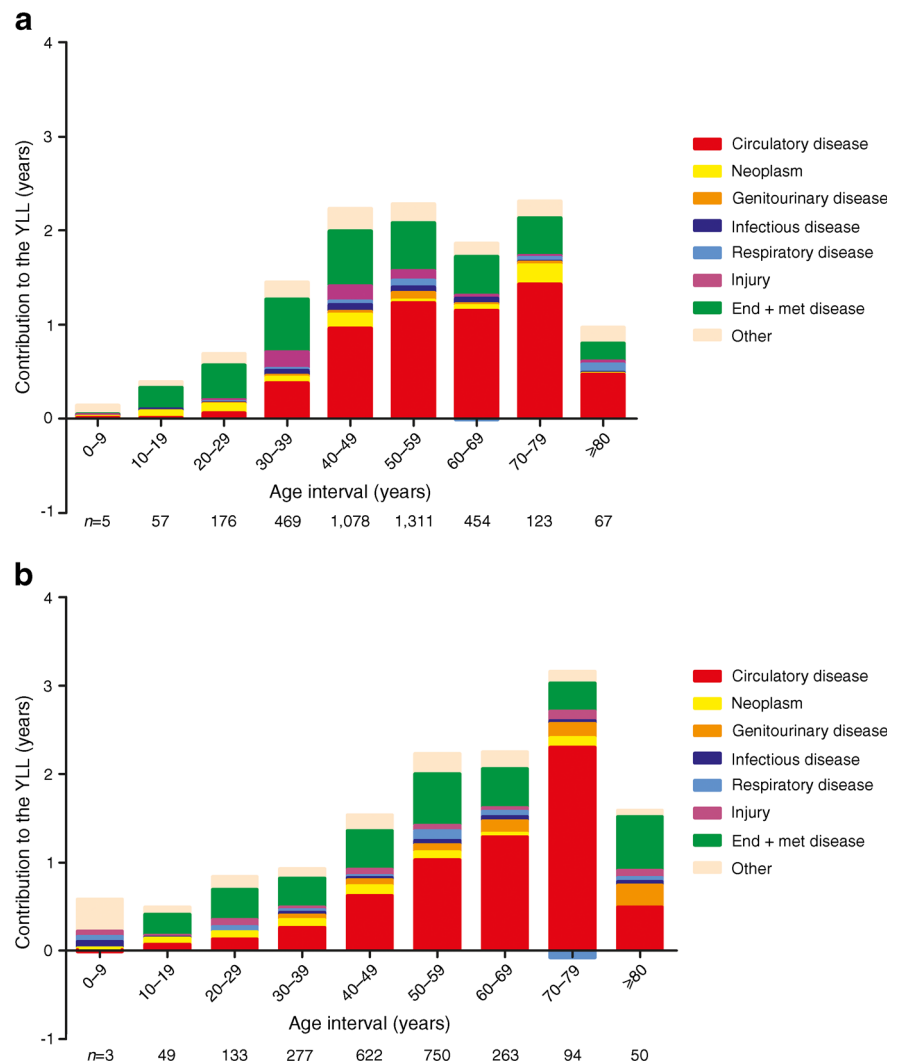 a
Contribution to the YLL (years)
4
3
2
1
0
-1
0–9
10–19
20–29
30–39
40–49
50–59
60–69
70–79
≥80
Age interval (years)
n=5 57 176 469 1,078 1,311 454 123 67
Circulatory disease
Neoplasm
Genitourinary disease
Infectious disease
Respiratory disease
Injury
End + met disease
Other
b
Contribution to the YLL (years)
4
3
2
1
0
-1
0–9
10–19
20–29
30–39
40–49
50–59
60–69
70–79
≥80
Age interval (years)
n=3 49 133 277 622 750 263 94 50
Circulatory disease
Neoplasm
Genitourinary disease
Infectious disease
Respiratory disease
Injury
End + met disease
Other